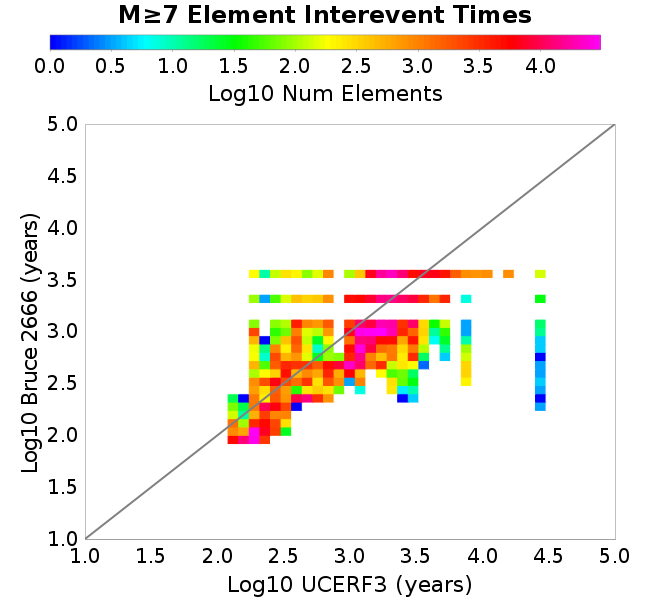 M≥7 Element Interevent Times
0.0 0.5 1.0 1.5 2.0 2.5 3.0 3.5 4.0
Log10 Num Elements
5.0
4.5
4.0
3.5
3.0
2.5
2.0
1.5
1.0
Log10 Bruce 2666 (years)
1.0 1.5 2.0 2.5 3.0 3.5 4.0 4.5 5.0
Log10 UCERF3 (years)